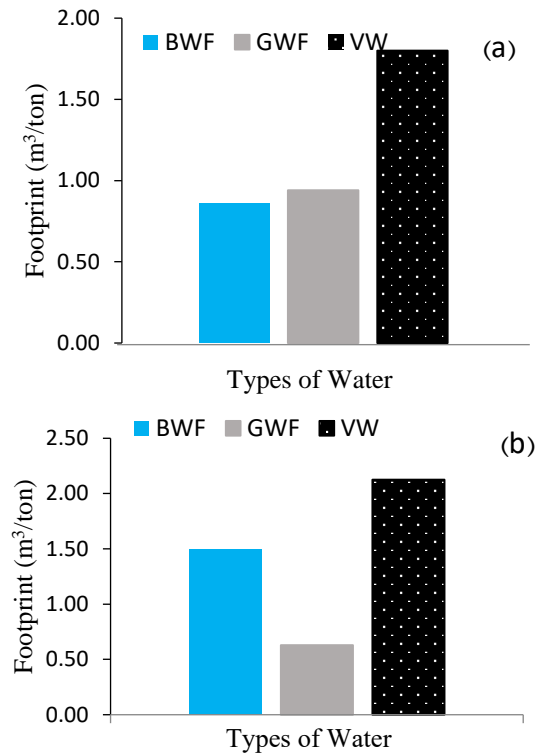 2.00
BWF GWF VW
(a)
1.50
1.00
0.50
0.00
Footprint (m³/ton)
Types of Water
BWF GWF VW
2.50
(b)
2.00
1.50
1.00
0.50
0.00
Footprint (m³/ton)
Types of Water